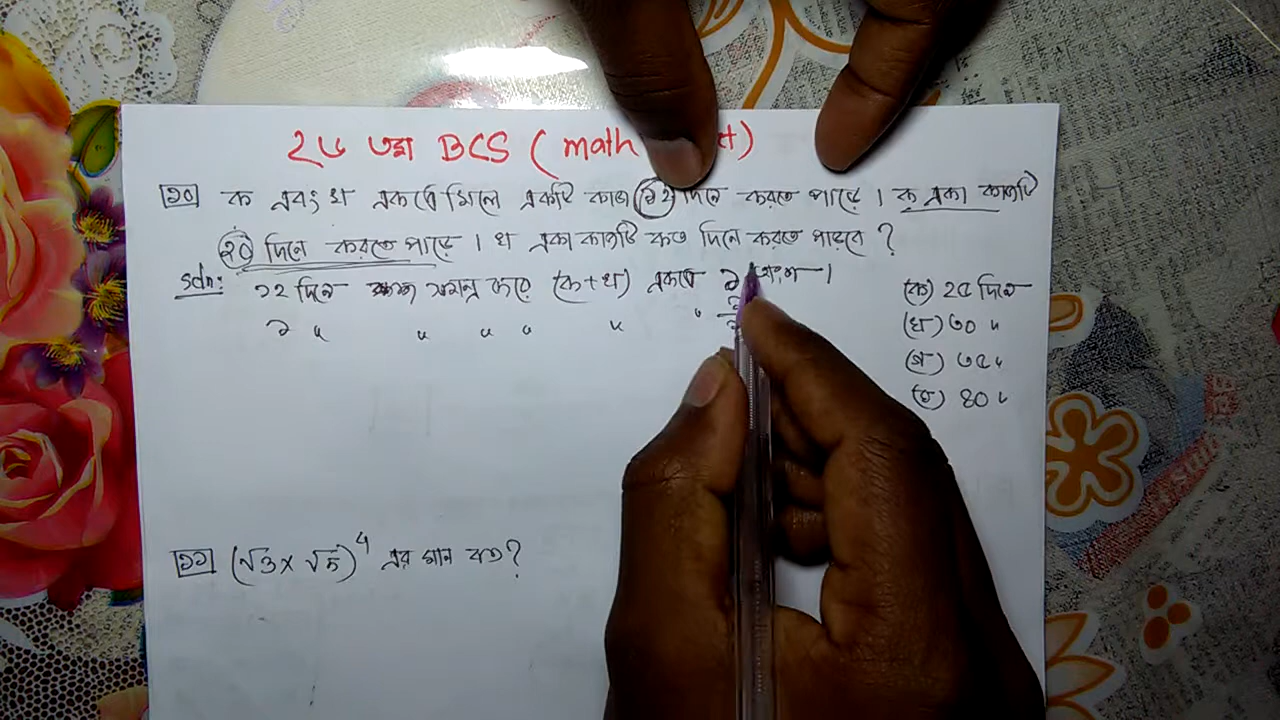 ২৬ তম BCS (math
১০ ক এবং খ একত্রে মিলে একটি কাজ ১২ দিনে করতে পারে । ক একা কাজটি
২০ দিনে করতে পারে । খ একা কাজটি কত দিনে করতে পারবে ?
Soln: ১২ দিনে সম্পন্ন করে (ক+খ) একত্রে ১ অংশ ।
১ " " " " " "
(ক) ২৫ দিনে
(খ) ৩০ "
(গ) ৩৫ "
(ঘ) ৪০ "
১১ (√3 × √5)^4 এর মান কত ?